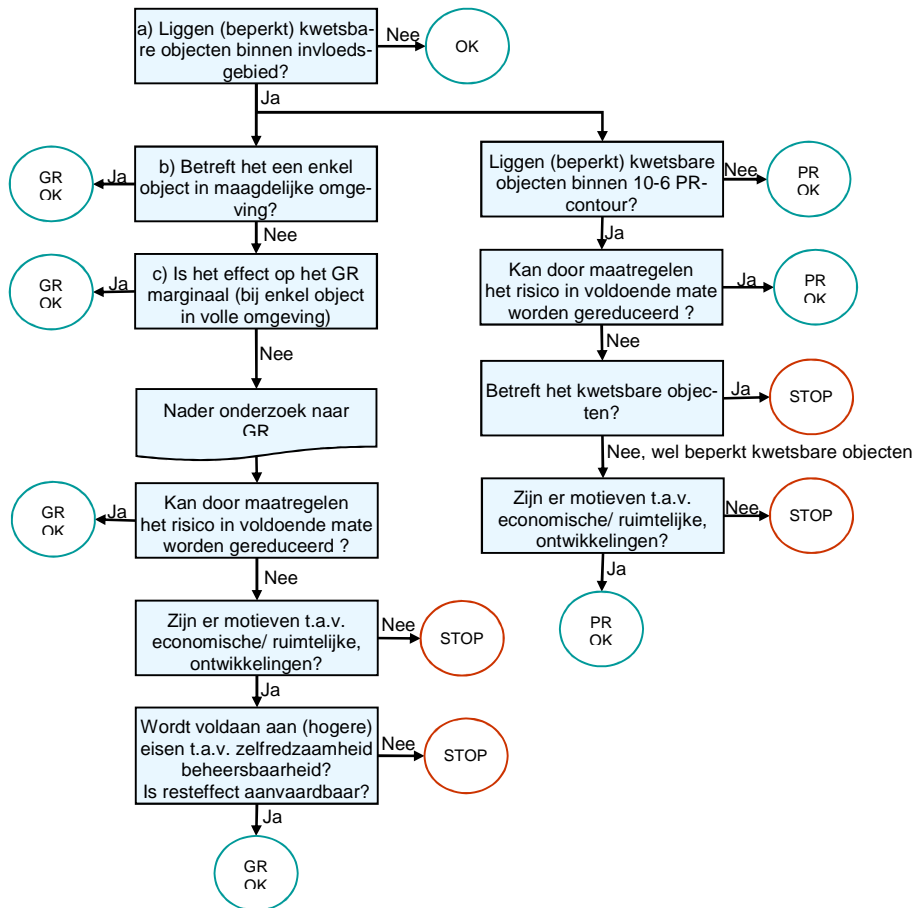 a) Liggen (beperkt) kwetsba-
re objecten binnen invloeds-
gebied?
Nee
OK
Ja
b) Betreft het een enkel
object in maagdelijke omge-
ving?
Ja
GR
OK
Nee
c) Is het effect op het GR
marginaal (bij enkel object
in volle omgeving)
Ja
GR
OK
Nee
Nader onderzoek naar
GR
Kan door maatregelen
het risico in voldoende mate
worden gereduceerd ?
Ja
GR
OK
Nee
Zijn er motieven t.a.v.
economische/ ruimtelijke,
ontwikkelingen?
Nee
STOP
Ja
Wordt voldaan aan (hogere)
eisen t.a.v. zelfredzaamheid
beheersbaarheid?
Is resteffect aanvaardbaar?
Nee
STOP
Ja
GR
OK
Liggen (beperkt) kwetsbare
objecten binnen 10-6 PR-
contour?
Nee
PR
OK
Ja
Kan door maatregelen
het risico in voldoende mate
worden gereduceerd ?
Ja
PR
OK
Nee
Betreft het kwetsbare objec-
ten?
Ja
STOP
Nee, wel beperkt kwetsbare objecten
Zijn er motieven t.a.v.
economische/ ruimtelijke,
ontwikkelingen?
Nee
STOP
Ja
PR
OK